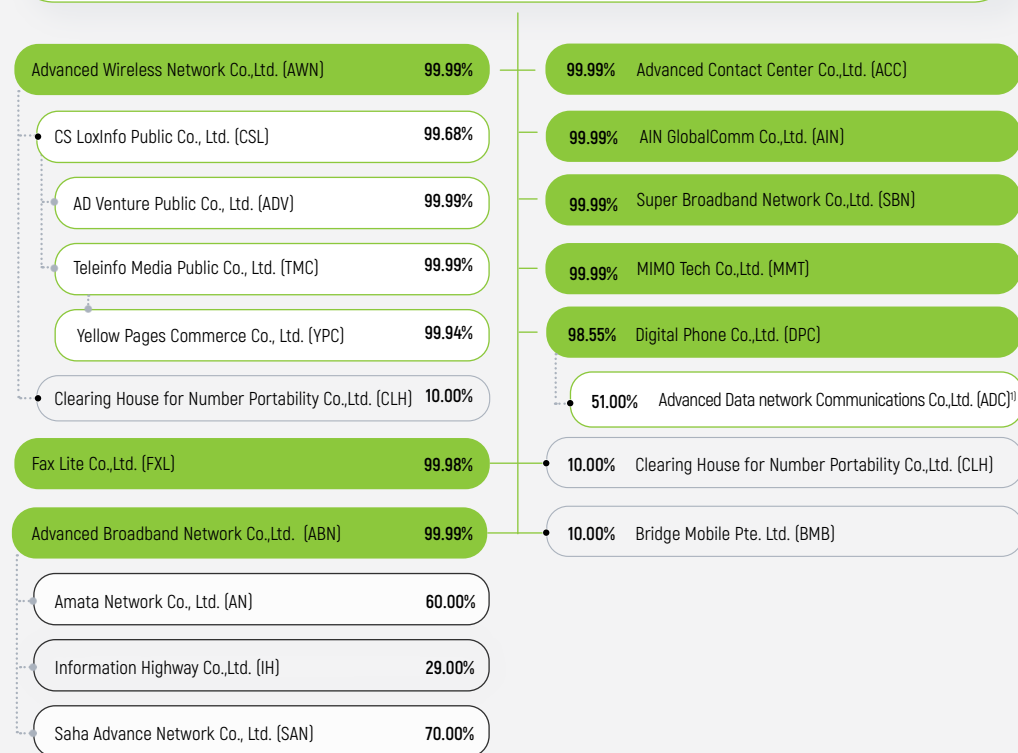 Advanced Wireless Network Co.,Ltd. (AWN) 99.99%
CS LoxInfo Public Co., Ltd. (CSL) 99.68%
AD Venture Public Co., Ltd. (ADV) 99.99%
Teleinfo Media Public Co., Ltd. (TMC) 99.99%
Yellow Pages Commerce Co., Ltd. (YPC) 99.94%
Clearing House for Number Portability Co.,Ltd. (CLH) 10.00%
Fax Lite Co.,Ltd. (FXL) 99.98%
Advanced Broadband Network Co.,Ltd. (ABN) 99.99%
Amata Network Co., Ltd. (AN) 60.00%
Information Highway Co.,Ltd. (IH) 29.00%
Saha Advance Network Co., Ltd. (SAN) 70.00%
99.99% Advanced Contact Center Co.,Ltd. (ACC)
99.99% AIN GlobalComm Co.,Ltd. (AIN)
99.99% Super Broadband Network Co.,Ltd. (SBN)
99.99% MIMO Tech Co.,Ltd. (MMT)
98.55% Digital Phone Co.,Ltd. (DPC)
51.00% Advanced Data network Communications Co.,Ltd. (ADC)¹⁾
10.00% Clearing House for Number Portability Co.,Ltd. (CLH)
10.00% Bridge Mobile Pte. Ltd. (BMB)